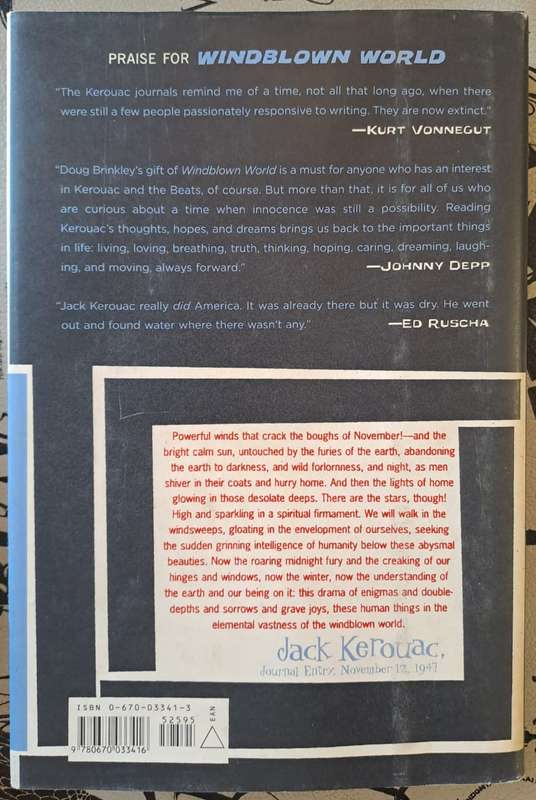 PRAISE FOR WINDBLOWN WORLD
"The Kerouac journals remind me of a time, not all that long ago, when there
were still a few people passionately responsive to writing. They are now extinct."
—KURT VONNEGUT
"Doug Brinkley's gift of Windblown World is a must for anyone who has an interest
in Kerouac and the Beats, of course. But more than that, it is for all of us who
are curious about a time when innocence was still a possibility. Reading
Kerouac's thoughts, hopes, and dreams brings us back to the important things
in life: living, loving, breathing, truth, thinking, hoping, caring, dreaming, laugh-
ing, and moving, always forward."
—JOHNNY DEPP
"Jack Kerouac really did America. It was already there but it was dry. He went
out and found water where there wasn't any."
—ED RUSCHA
Powerful winds that crack the boughs of November!—and the
bright calm sun, untouched by the furies of the earth, abandoning
the earth to darkness, and wild forlornness, and night, as men
shiver in their coats and hurry home. And then the lights of home
glowing in those desolate deeps. There are the stars, though!
High and sparkling in a spiritual firmament. We will walk in the
windsweeps, gloating in the envelopment of ourselves, seeking
the sudden grinning intelligence of humanity below these abysmal
beauties. Now the roaring midnight fury and the creaking of our
hinges and windows, now the winter, now the understanding of
the earth and our being on it: this drama of enigmas and double-
depths and sorrows and grave joys, these human things in the
elemental vastness of the windblown world.
Jack Kerouac,
Journal Entry, November 12, 1947
ISBN 0-670-03341-3
52595
EAN
9 780670 033416